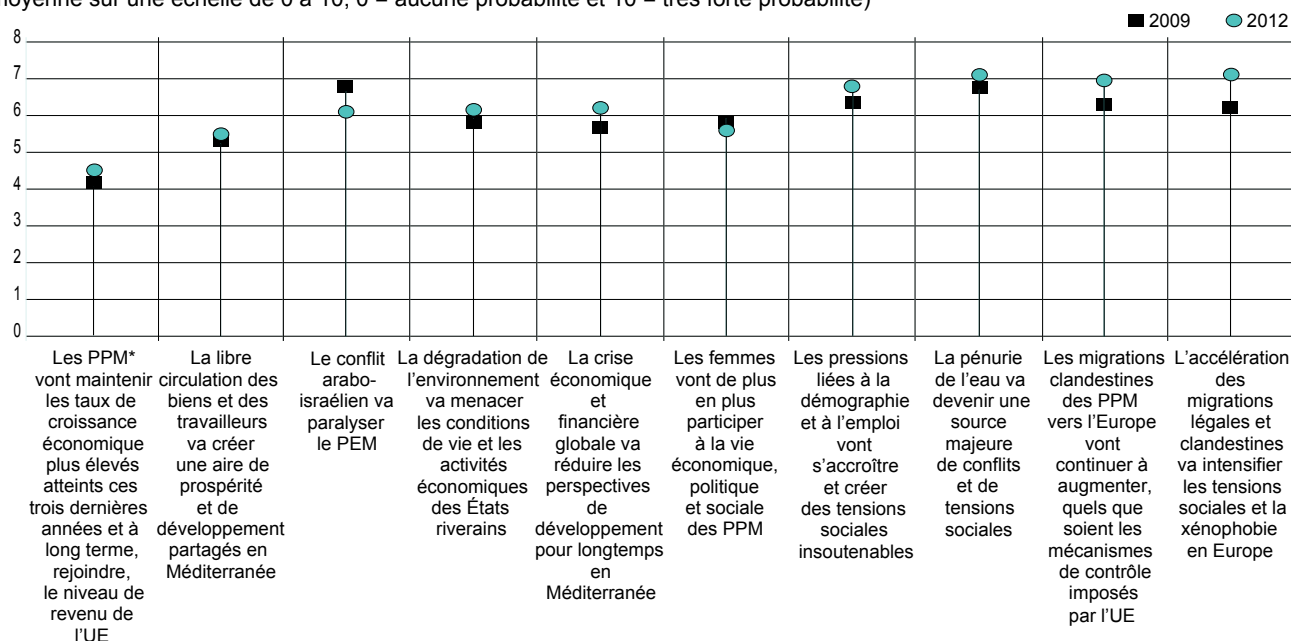 moyenne sur une échelle de 0 à 10, 0 = aucune probabilité et 10 = très forte probabilité)
2009 2012
8
7
6
5
4
3
2
1
0
Les PPM*
vont maintenir
les taux de
croissance
économique
plus élevés
atteints ces
trois dernières
années et à
long terme,
rejoindre,
le niveau de
revenu de
l’UE
La libre
circulation des
biens et des
travailleurs
va créer
une aire de
prospérité
et de
développement
partagés en
Méditerranée
Le conflit
arabo-
israélien va
paralyser
le PEM
La dégradation de
l’environnement
va menacer
les conditions
de vie et les
activités
économiques
des États
riverains
La crise
économique
et
financière
globale va
réduire les
perspectives
de
développement
pour longtemps
en
Méditerranée
Les femmes
vont de plus
en plus
participer
à la vie
économique,
politique
et sociale
des PPM
Les pressions
liées à la
démographie
et à l’emploi
vont
s’accroître
et créer
des tensions
sociales
insoutenables
La pénurie
de l’eau va
devenir une
source
majeure
de conflits
et de
tensions
sociales
Les migrations
clandestines
des PPM
vers l’Europe
vont
continuer à
augmenter,
quels que
soient les
mécanismes
de contrôle
imposés
par l’UE
L’accélération
des
migrations
légales et
clandestines
va intensifier
les tensions
sociales et la
xénophobie
en Europe